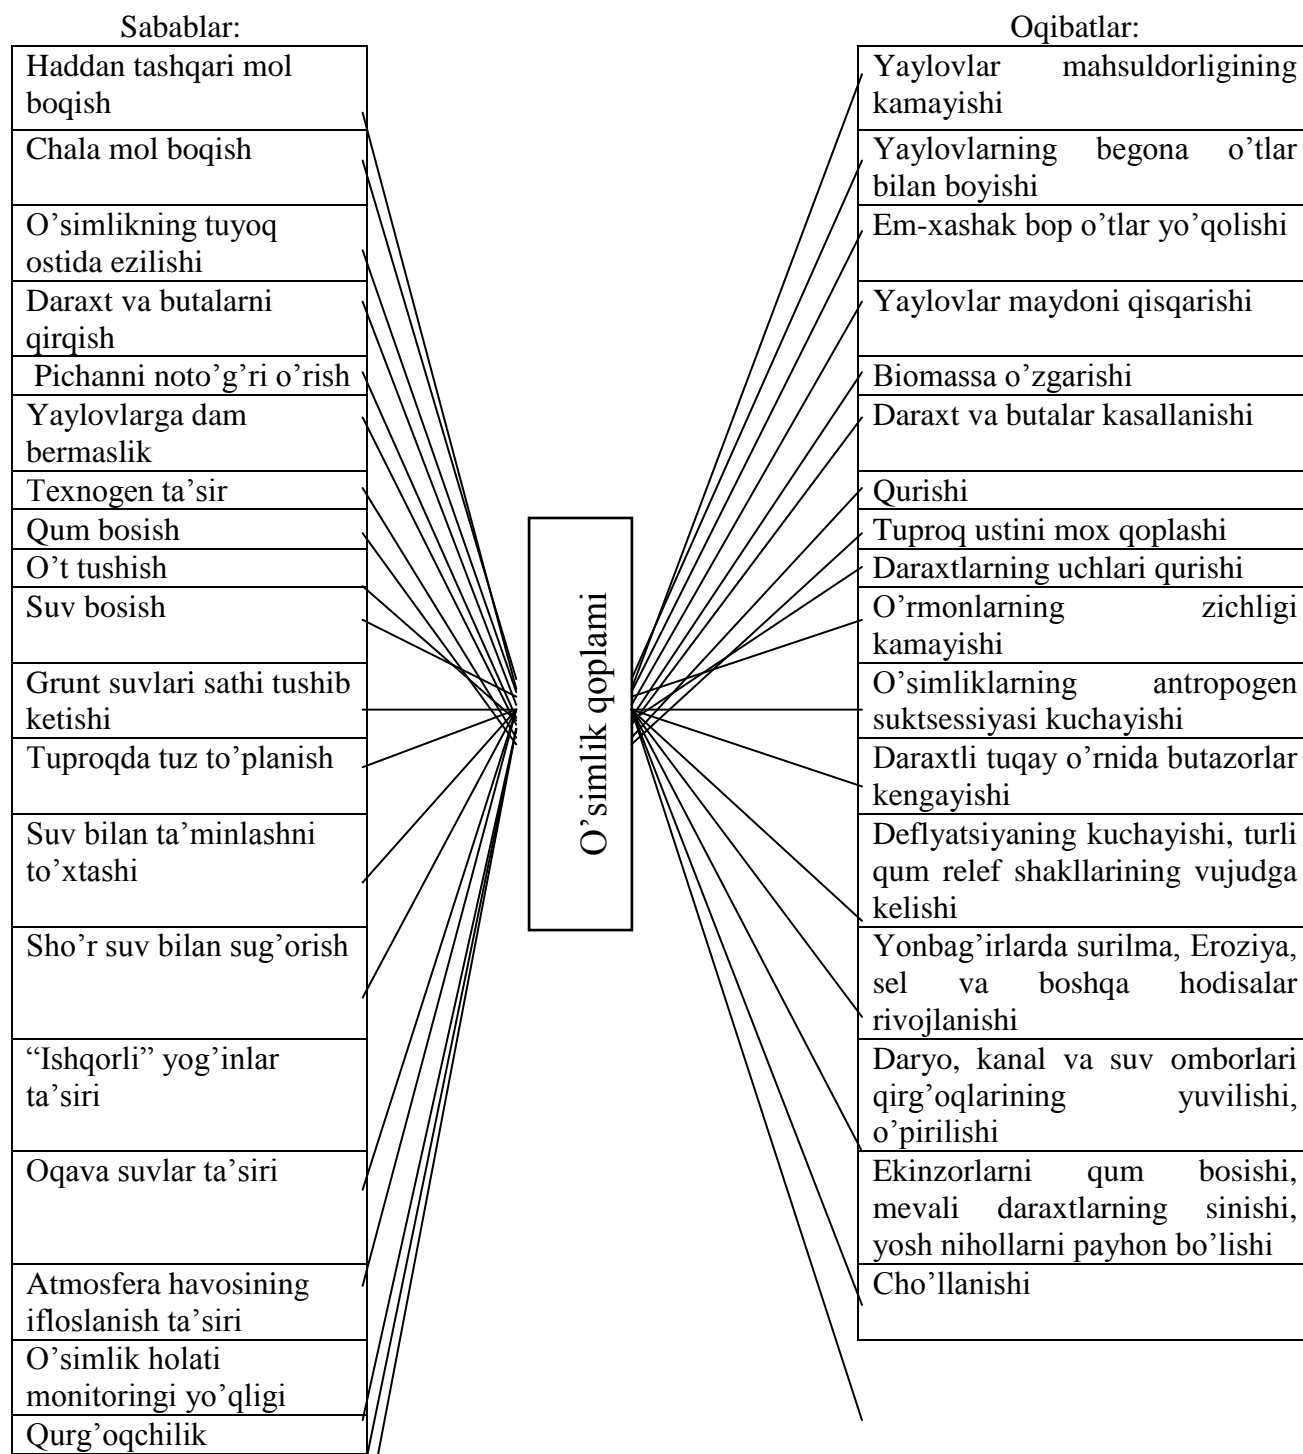 Sabablar:
Haddan tashqari mol
boqish
Chala mol boqish
O’simlikning tuyoq
ostida ezilishi
Daraxt va butalarni
qirqish
Pichanni noto’g’ri o’rish
Yaylovlarga dam
bermaslik
Texnogen ta’sir
Qum bosish
O’t tushish
Suv bosish
Grunt suvlari sathi tushib
ketishi
Tuproqda tuz to’planish
Suv bilan ta’minlashni
to’xtashi
Sho’r suv bilan sug’orish
“Ishqorli” yog’inlar
ta’siri
Oqava suvlar ta’siri
Atmosfera havosining
ifloslanish ta’siri
O’simlik holati
monitoringi yo’qligi
Qurg’oqchilik
O’simlik qoplami
Oqibatlar:
Yaylovlar mahsuldorligining
kamayishi
Yaylovlarning begona o’tlar
bilan boyishi
Em-xashak bop o’tlar yo’qolishi
Yaylovlar maydoni qisqarishi
Biomassa o’zgarishi
Daraxt va butalar kasallanishi
Qurishi
Tuproq ustini mox qoplashi
Daraxtlarning uchlari qurishi
O’rmonlarning zichligi
kamayishi
O’simliklarning antropogen
suktsessiyasi kuchayishi
Daraxtli tuqay o’rnida butazorlar
kengayishi
Deflyatsiyaning kuchayishi, turli
qum relef shakllarining vujudga
kelishi
Yonbag’irlarda surilma, Eroziya,
sel va boshqa hodisalar
rivojlanishi
Daryo, kanal va suv omborlari
qirg’oqlarining yuvilishi,
o’pirilishi
Ekinzorlarni qum bosishi,
mevali daraxtlarning sinishi,
yosh nihollarni payhon bo’lishi
Cho’llanishi